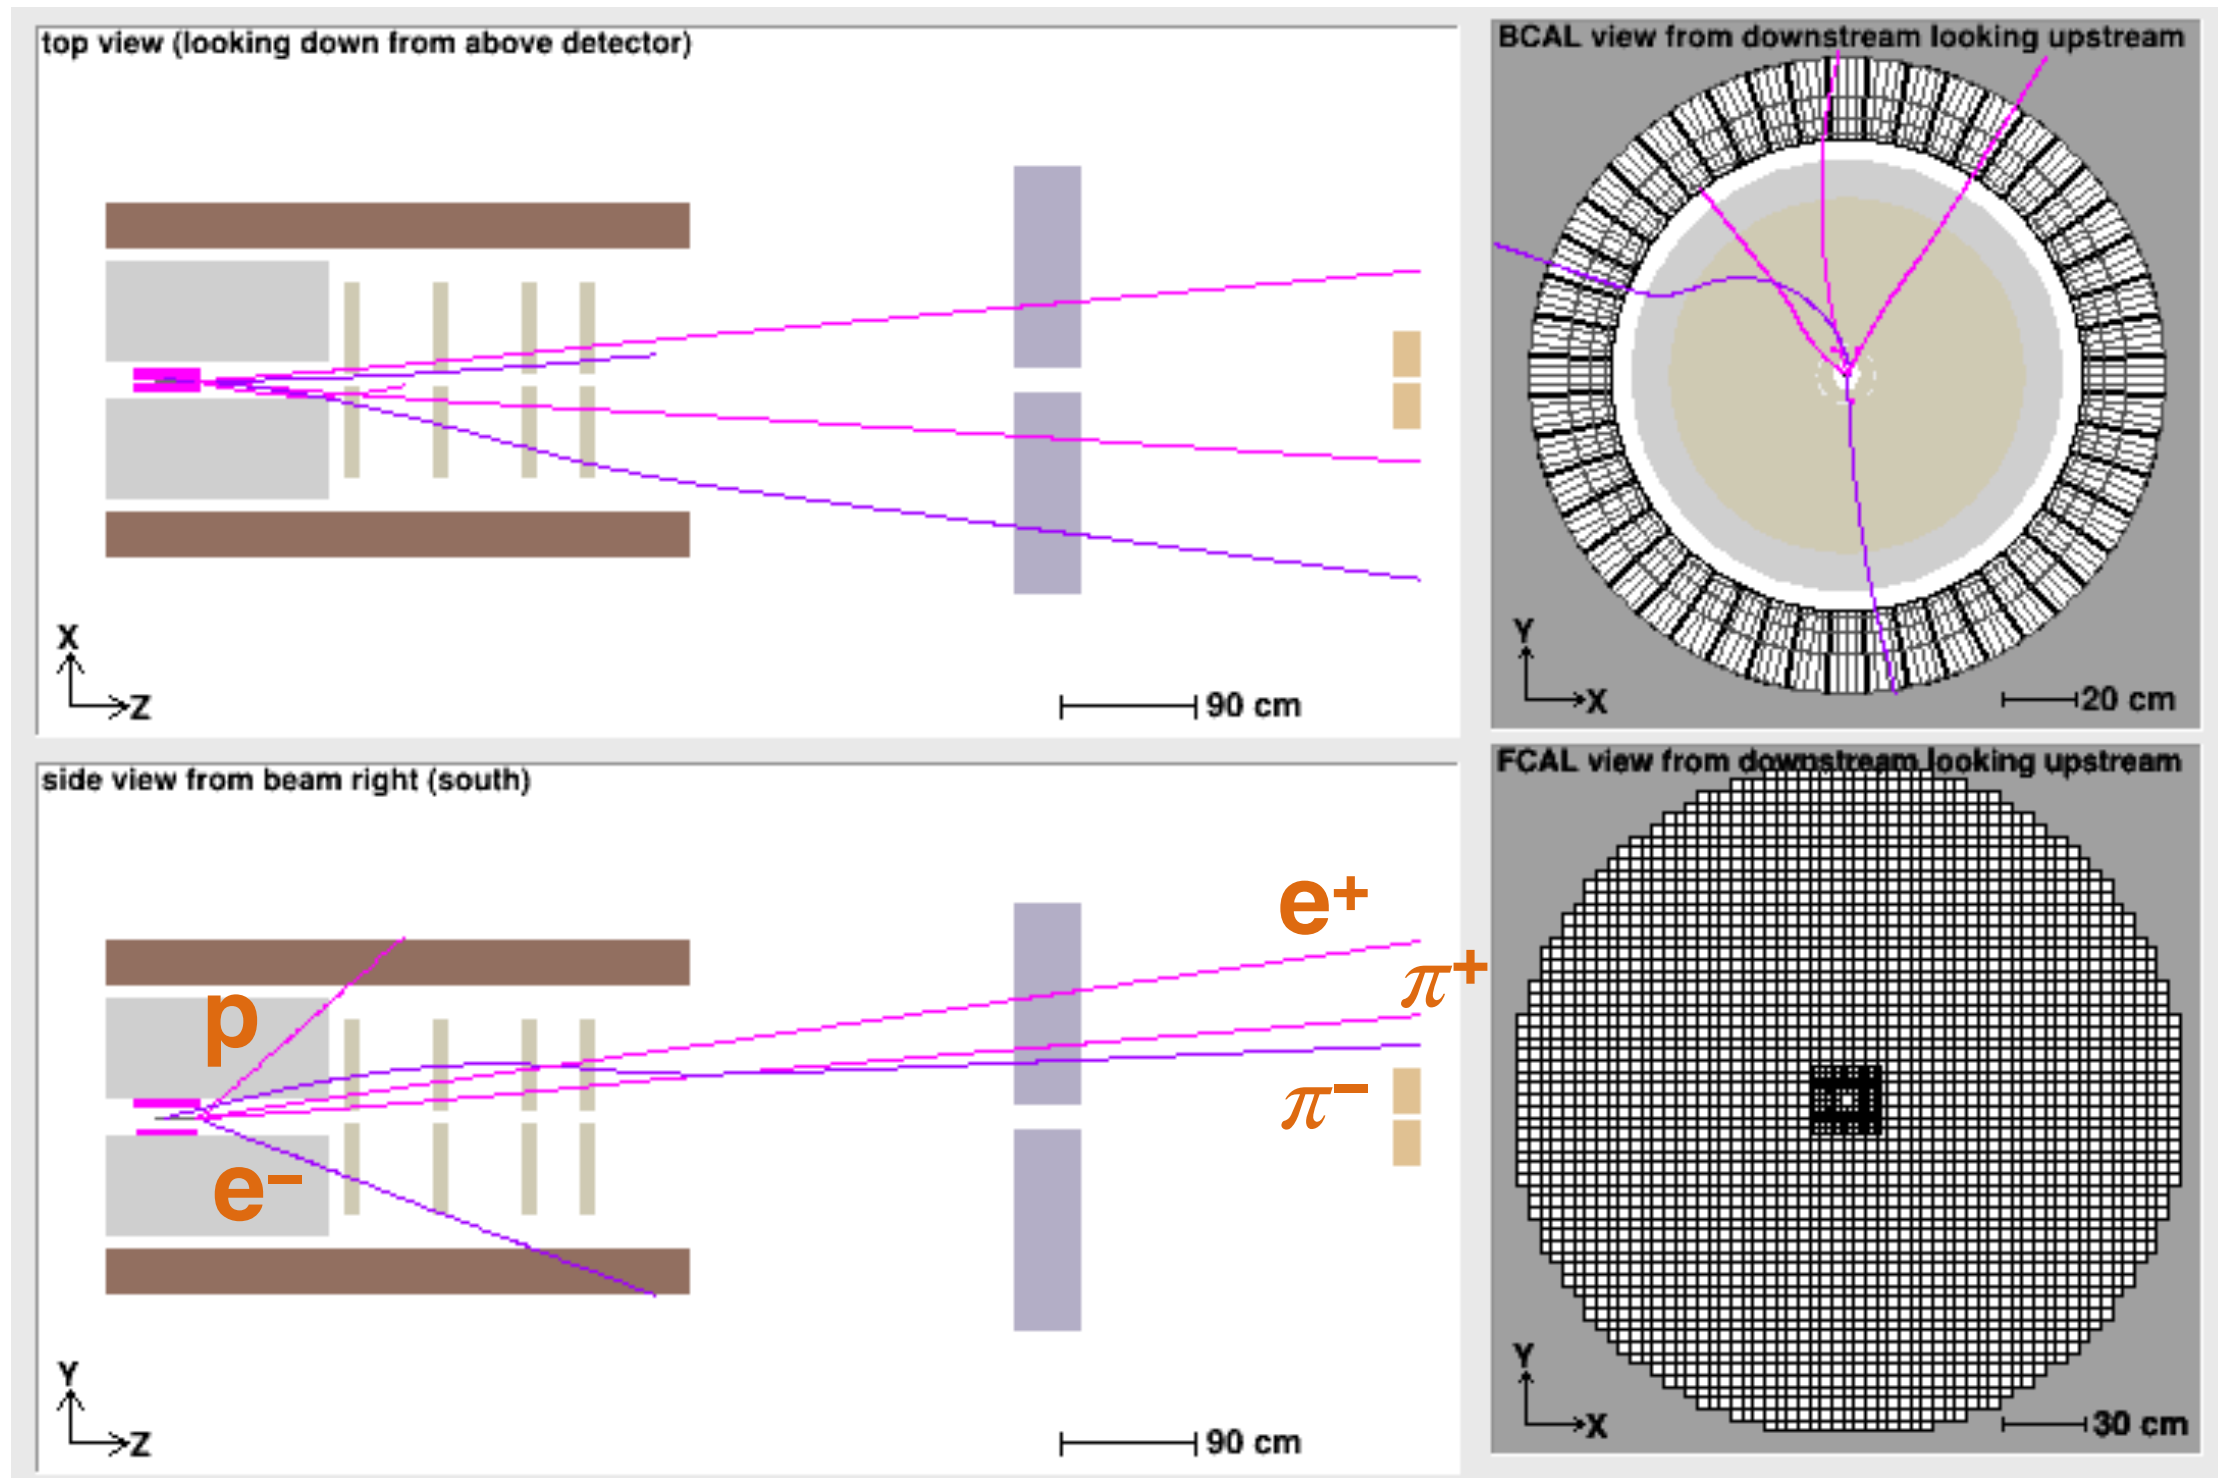 top view (looking down from above detector)
X
Z
90 cm
BCAL view from downstream looking upstream
Y
X
20 cm
side view from beam right (south)
e+
π+
p
π−
e−
Y
Z
90 cm
FCAL view from downstream looking upstream
Y
X
30 cm